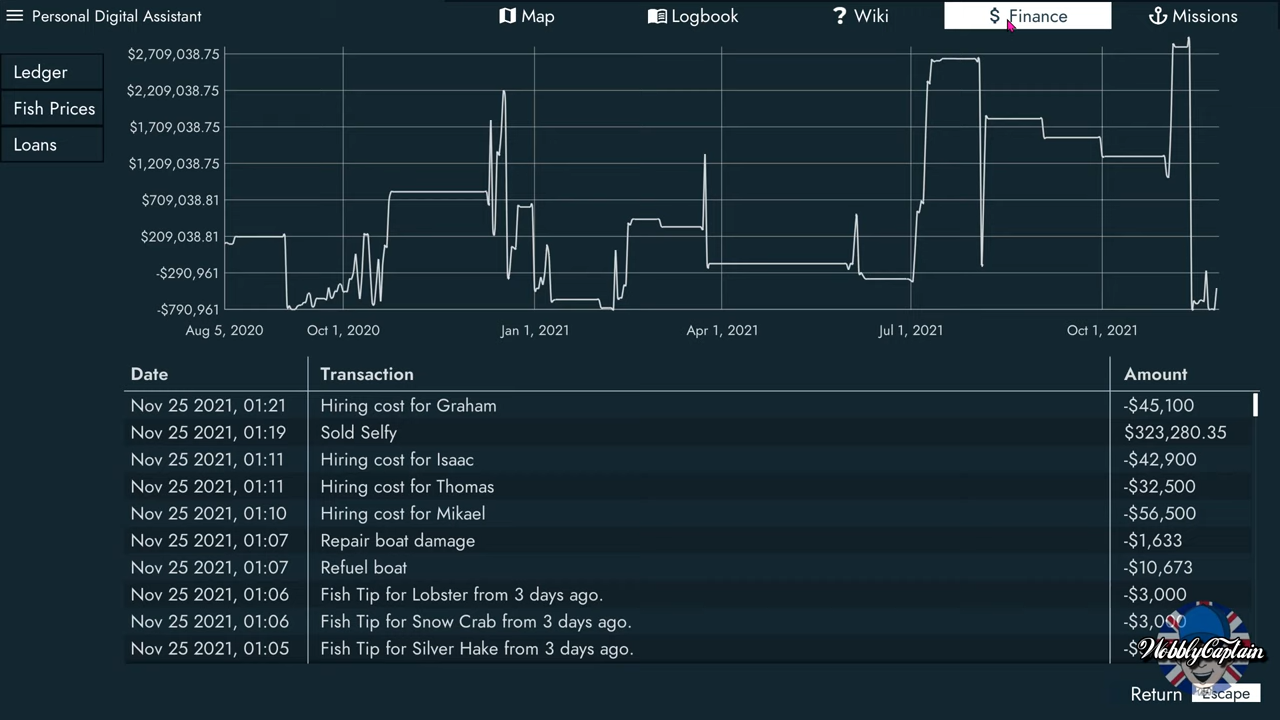 Personal Digital Assistant
Map
Logbook
? Wiki
$ Finance
Missions
Ledger
Fish Prices
Loans
$2,709,038.75
$2,209,038.75
$1,709,038.75
$1,209,038.75
$709,038.81
$209,038.81
-$290,961
-$790,961
Aug 5, 2020 Oct 1, 2020 Jan 1, 2021 Apr 1, 2021 Jul 1, 2021 Oct 1, 2021
Date Transaction Amount
Nov 25 2021, 01:21 Hiring cost for Graham -$45,100
Nov 25 2021, 01:19 Sold Selfy $323,280.35
Nov 25 2021, 01:11 Hiring cost for Isaac -$42,900
Nov 25 2021, 01:11 Hiring cost for Thomas -$32,500
Nov 25 2021, 01:10 Hiring cost for Mikael -$56,500
Nov 25 2021, 01:07 Repair boat damage -$1,633
Nov 25 2021, 01:07 Refuel boat -$10,673
Nov 25 2021, 01:06 Fish Tip for Lobster from 3 days ago. -$3,000
Nov 25 2021, 01:06 Fish Tip for Snow Crab from 3 days ago. -$3,000
Nov 25 2021, 01:05 Fish Tip for Silver Hake from 3 days ago.
NobblyCaptain
Return Escape